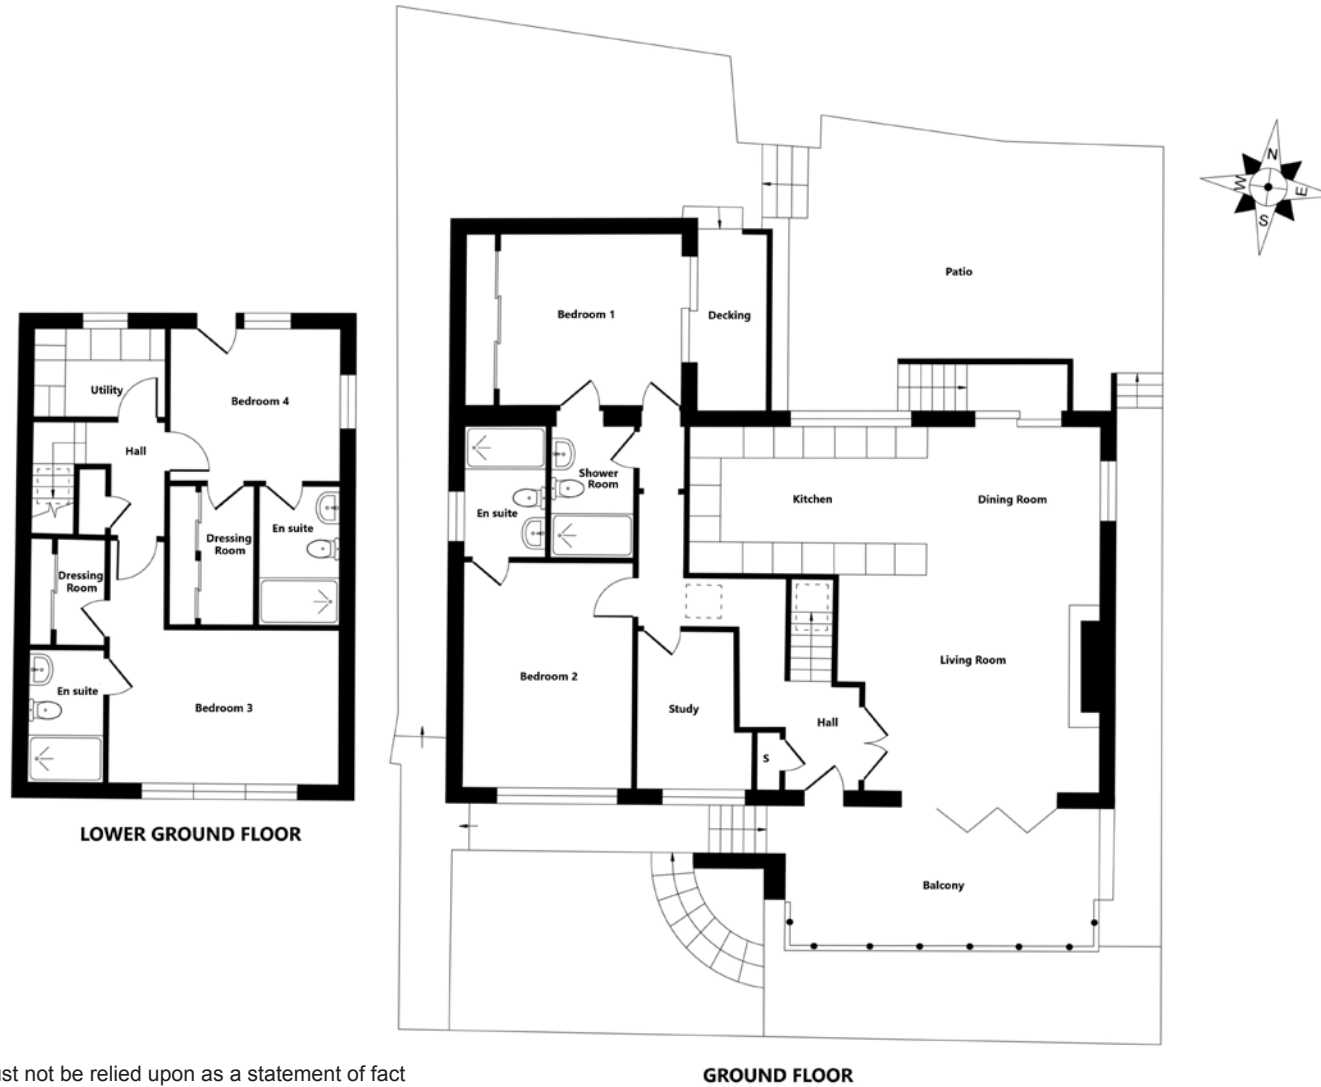 N
W
E
S
Patio
Bedroom 1
Decking
Utility
Bedroom 4
Hall
Shower
Room
En suite
Kitchen
Dining Room
Dressing
Room
En suite
Dressing
Room
En suite
Bedroom 3
Bedroom 2
Study
Living Room
Hall
S
Balcony
LOWER GROUND FLOOR
ust not be relied upon as a statement of fact
GROUND FLOOR